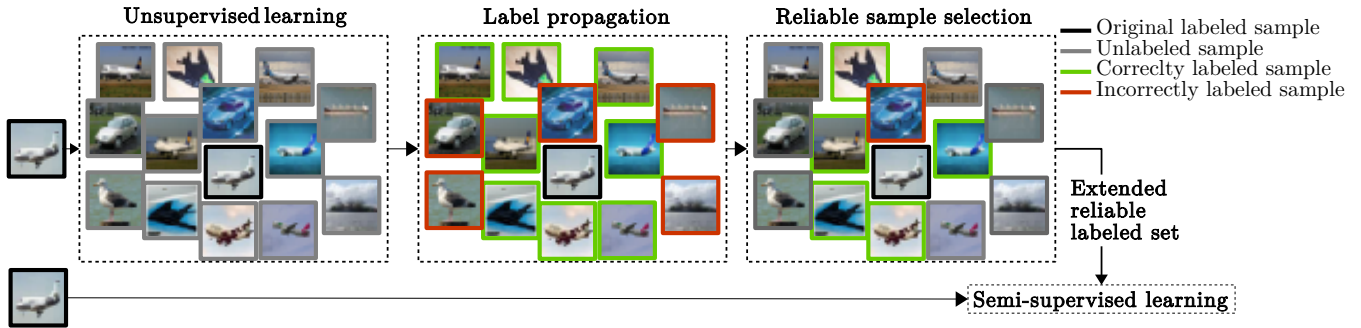 Unsupervised learning
Label propagation
Reliable sample selection
Original labeled sample
Unlabeled sample
Correclty labeled sample
Incorrectly labeled sample
Extended
reliable
labeled set
Semi-supervised learning